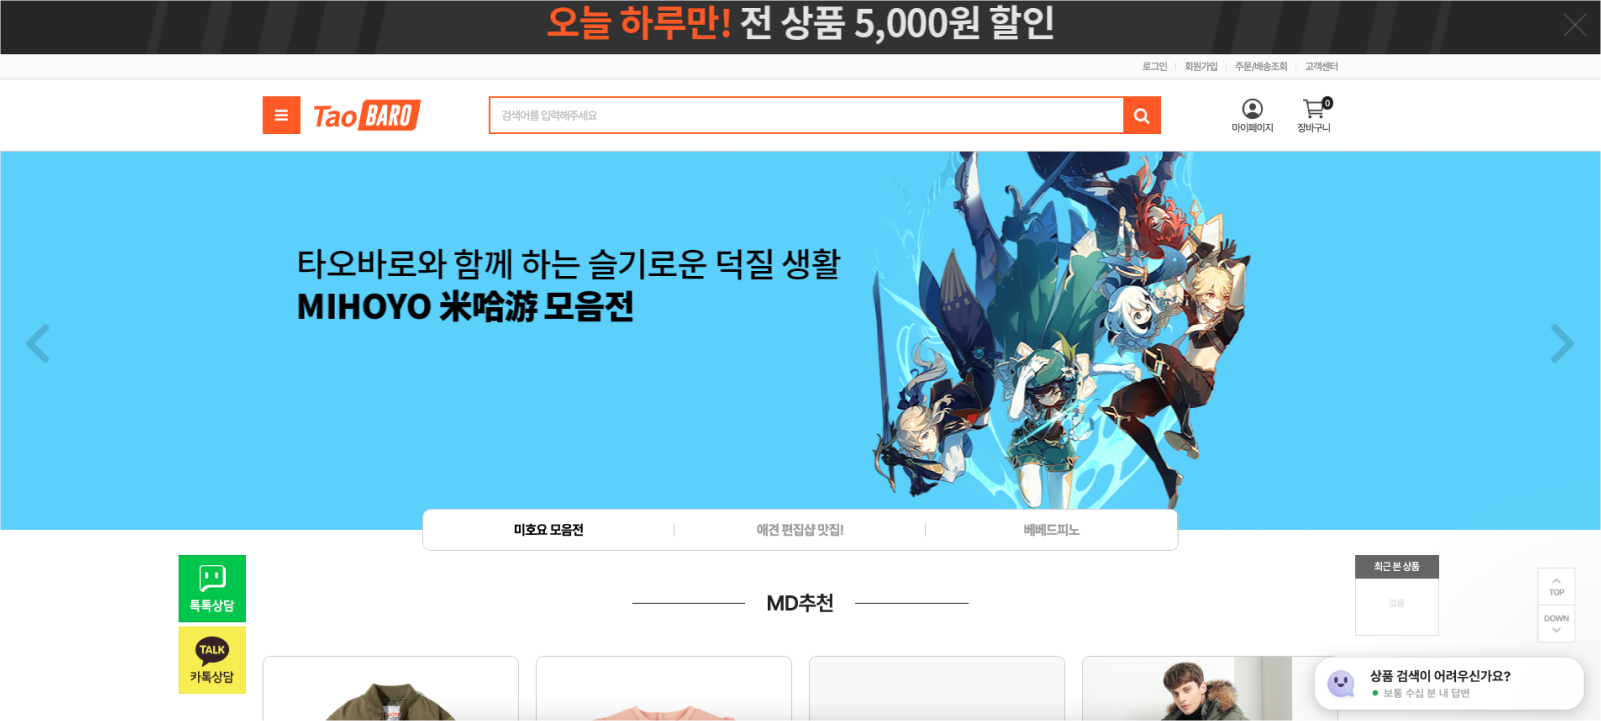 오늘 하루만! 전 상품 5,000원 할인
로그인 회원가입 주문/배송조회 고객센터
Tao BARO
검색어를 입력해주세요
마이페이지
0
장바구니
타오바로와 함께 하는 슬기로운 덕질 생활
MIHOYO 米哈游 모음전
미호요 모음전 애견 편집샵 맛집! 베베드피노
톡톡상담
TALK
카톡상담
MD추천
최근 본 상품
없음
TOP
DOWN
상품 검색이 어려우신가요?
보통 수십 분 내 답변